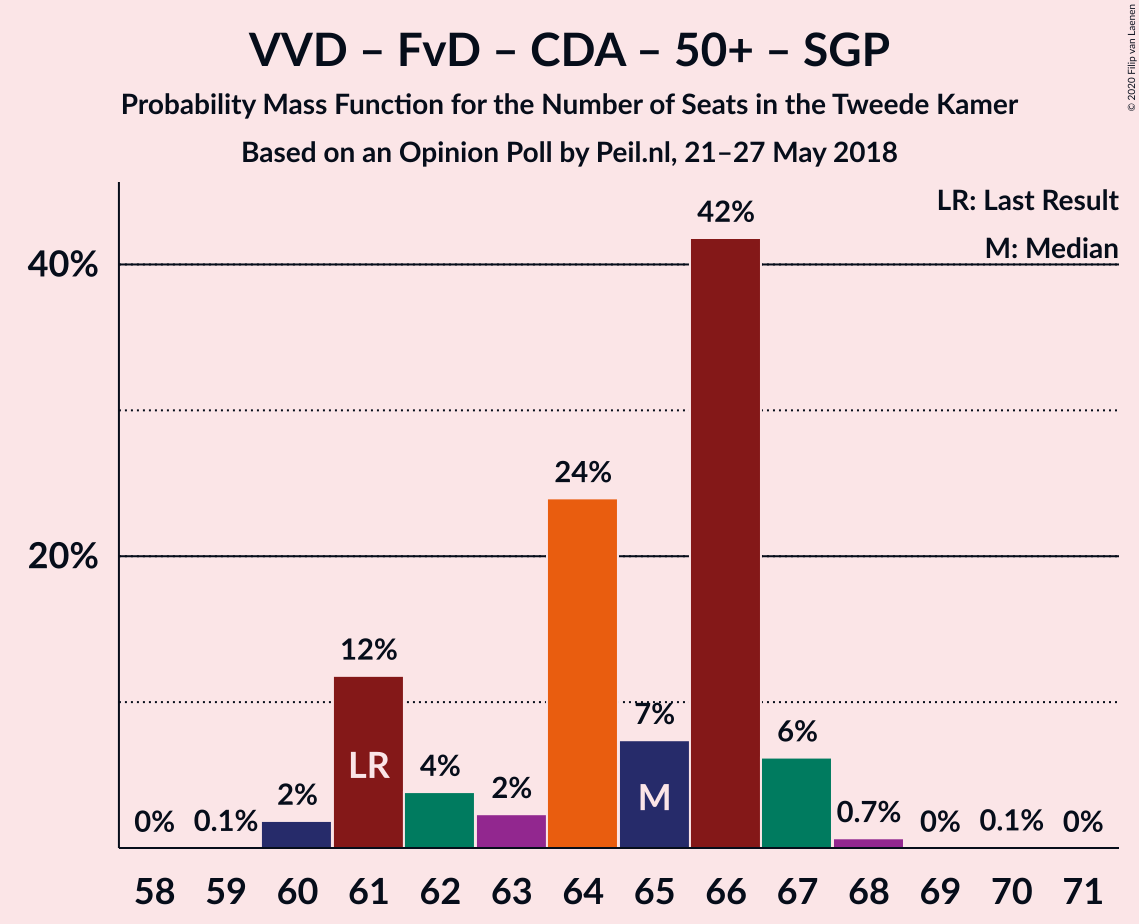 VVD – FvD – CDA – 50+ – SGP
Probability Mass Function for the Number of Seats in the Tweede Kamer
Based on an Opinion Poll by Peil.nl, 21–27 May 2018
© 2020 Filip van Laenen
LR: Last Result
M: Median
42%
40%
24%
20%
12%
7%
6%
LR
4%
2%
2%
M
0%
0.1%
0.7%
0%
0.1%
0%
58 59 60 61 62 63 64 65 66 67 68 69 70 71